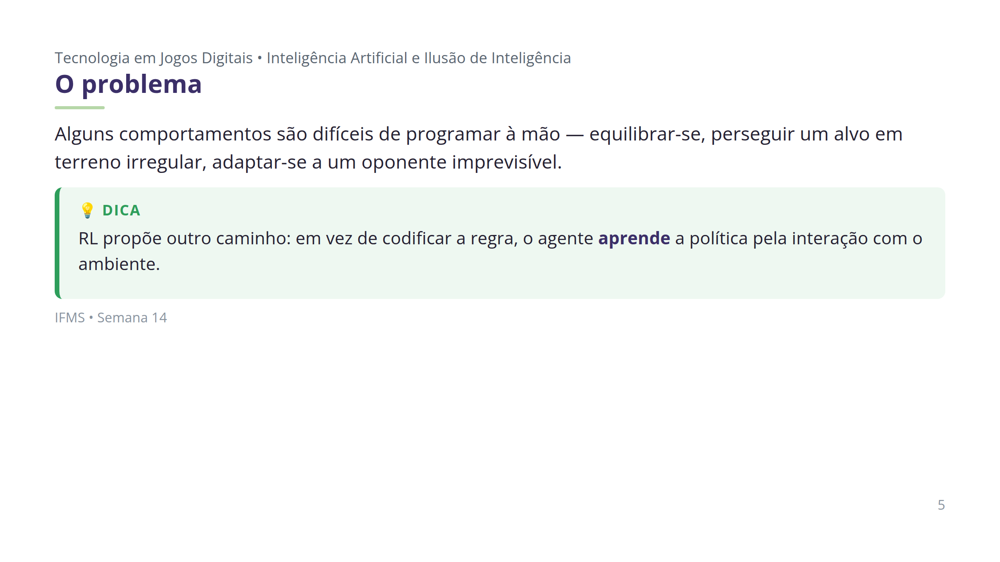 Tecnologia em Jogos Digitais • Inteligência Artificial e Ilusão de Inteligência
O problema
Alguns comportamentos são difíceis de programar à mão — equilibrar-se, perseguir um alvo em
terreno irregular, adaptar-se a um oponente imprevisível.
💡 DICA
RL propõe outro caminho: em vez de codificar a regra, o agente aprende a política pela interação com o
ambiente.
IFMS • Semana 14
5